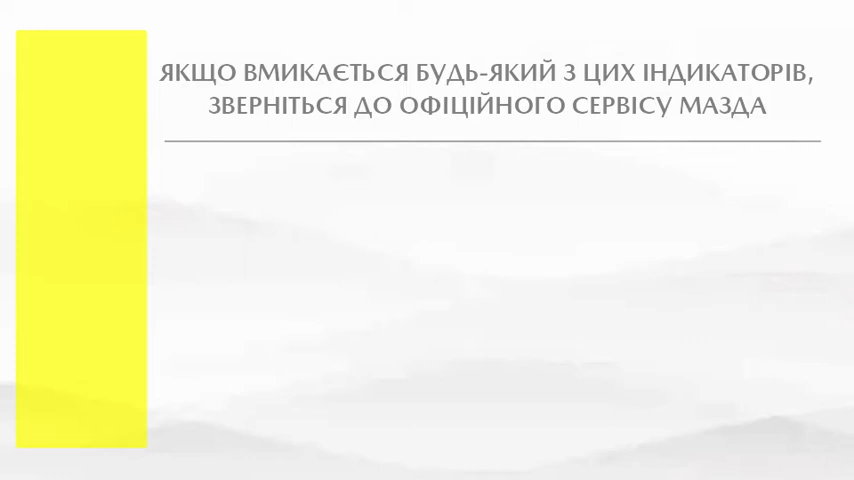 ЯКЩО ВМИКАЄТЬСЯ БУДЬ-ЯКИЙ З ЦИХ ІНДИКАТОРІВ,
ЗВЕРНІТЬСЯ ДО ОФІЦІЙНОГО СЕРВІСУ МАЗДА